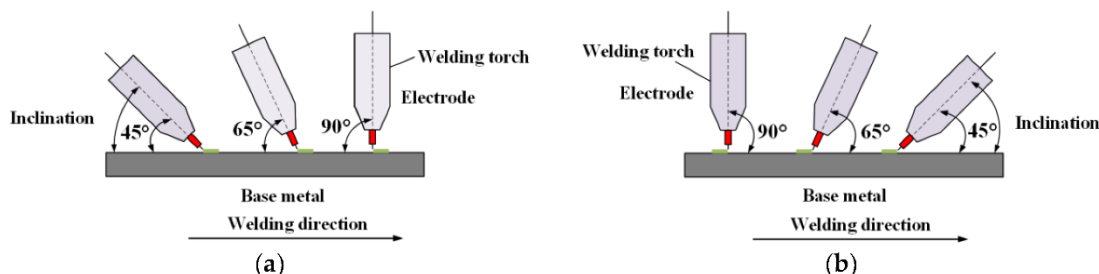 Welding torch
Electrode
Inclination
45°
65°
90°
Base metal
Welding direction
(a)
Welding torch
Electrode
90°
65°
45°
Inclination
Base metal
Welding direction
(b)